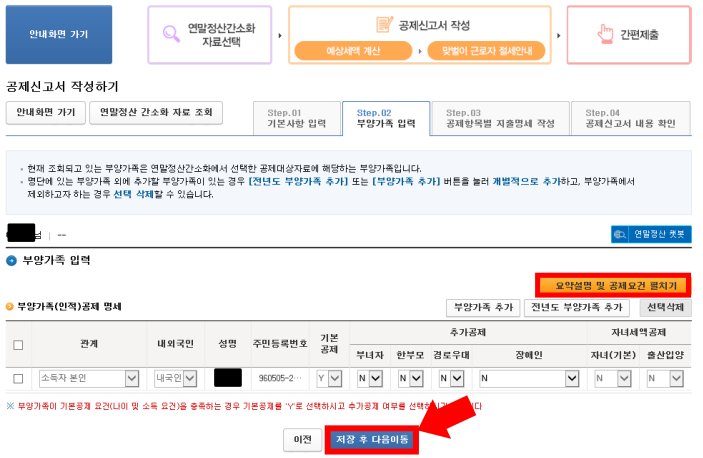 안내화면 가기
연말정산간소화
자료선택
공제신고서 작성
예상세액 계산
맞벌이 근로자 절세안내
간편제출
공제신고서 작성하기
안내화면 가기
연말정산 간소화 자료 조회
Step.01
기본사항 입력
Step.02
부양가족 입력
Step.03
공제항목별 지출명세 작성
Step.04
공제신고서 내용 확인
현재 조회되고 있는 부양가족은 연말정산간소화에서 선택한 공제대상자료에 해당하는 부양가족입니다.
명단에 있는 부양가족 외에 추가할 부양가족이 있는 경우 [전년도 부양가족 추가] 또는 [부양가족 추가] 버튼을 눌러 개별적으로 추가하고, 부양가족에서
제외하고자 하는 경우 선택 삭제할 수 있습니다.
님 | --
연말정산 챗봇
부양가족 입력
요약설명 및 공제요건 펼치기
부양가족(인적)공제 명세
부양가족 추가
전년도 부양가족 추가
선택삭제
관계
내외국인
성명
주민등록번호
기본
공제
추가공제
자녀세액공제
부녀자
한부모
경로우대
장애인
자녀(기본)
출산입양
소득자 본인
내국인
960505-2···
Y
N
N
N
N
N
N
※ 부양가족이 기본공제 요건(나이 및 소득 요건)을 충족하는 경우 기본공제를 'Y'로 선택하시고 추가공제 여부를 선택하시
다
이전
저장 후 다음이동